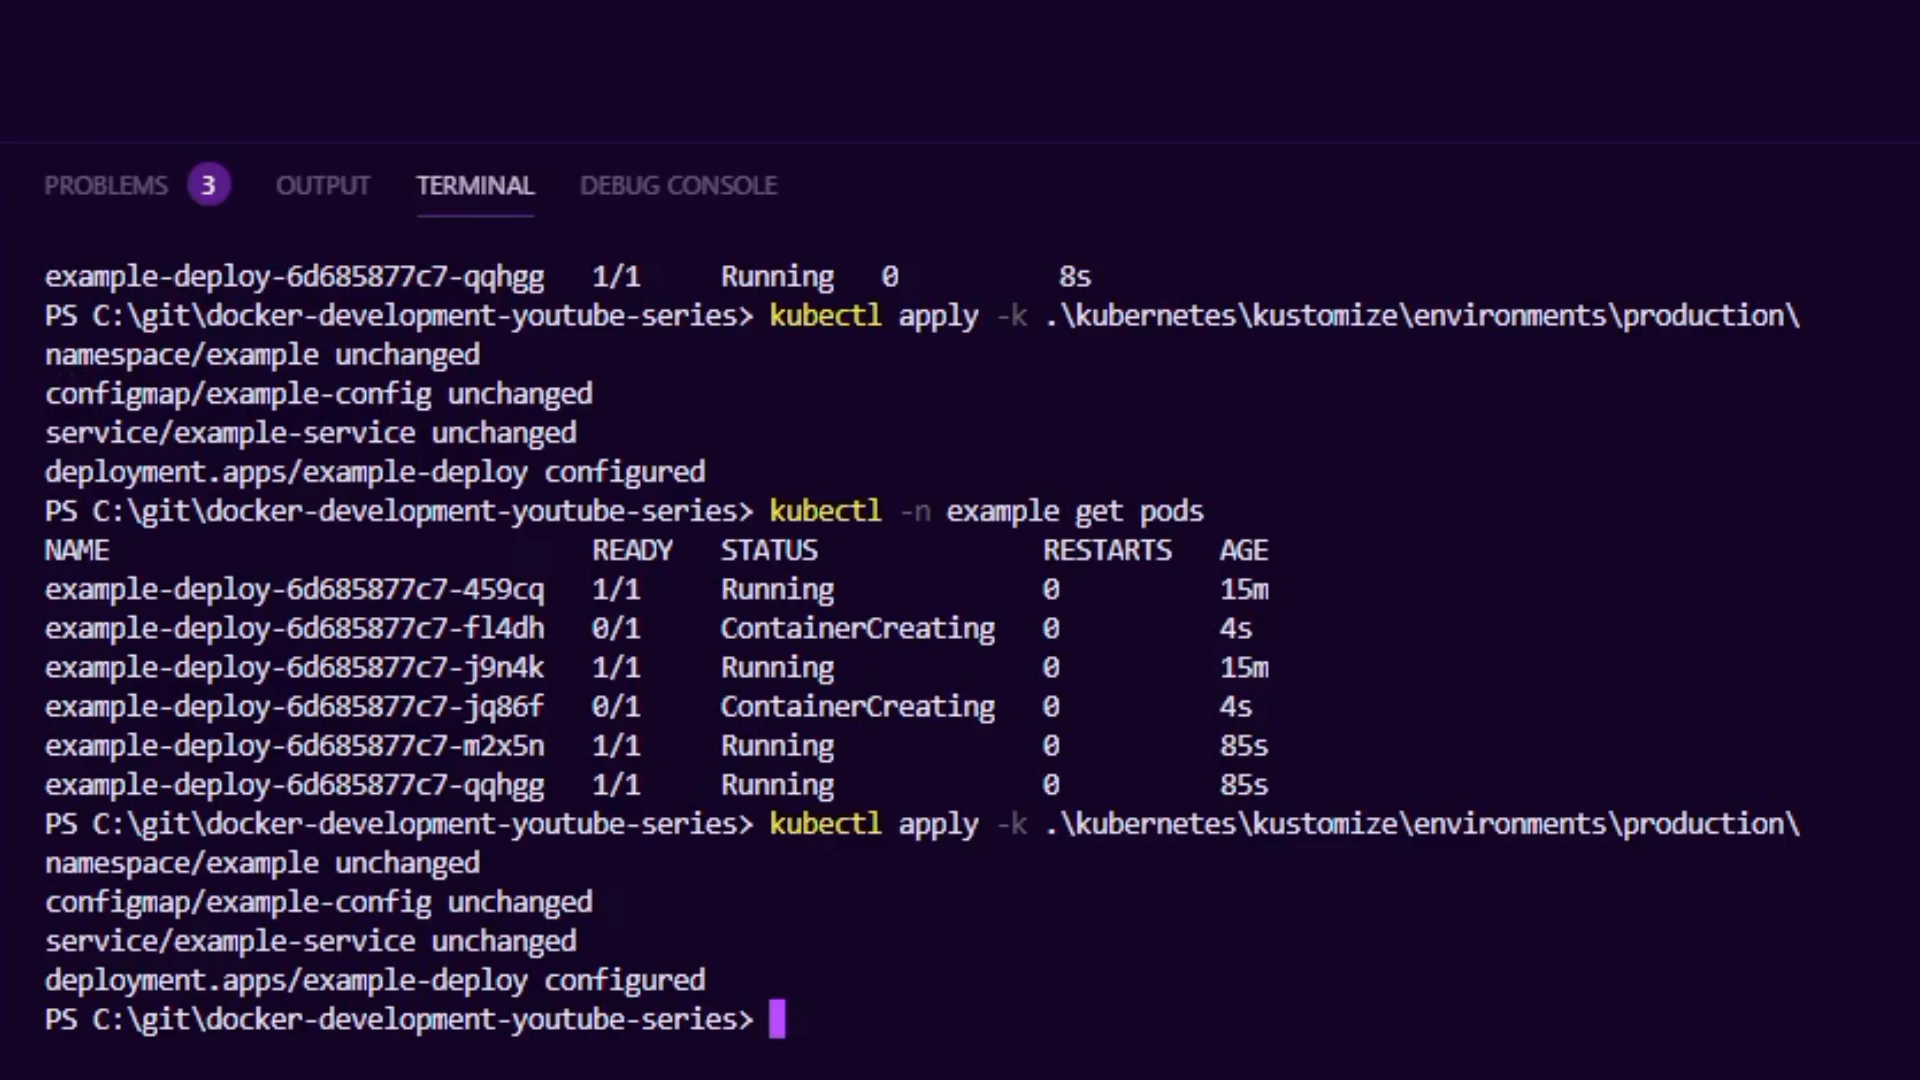 PROBLEMS 3 OUTPUT TERMINAL DEBUG CONSOLE
example-deploy-6d685877c7-qqhgg   1/1     Running   0          8s
PS C:\git\docker-development-youtube-series> kubectl apply -k .\kubernetes\kustomize\environments\production\
namespace/example unchanged
configmap/example-config unchanged
service/example-service unchanged
deployment.apps/example-deploy configured
PS C:\git\docker-development-youtube-series> kubectl -n example get pods
NAME                              READY   STATUS              RESTARTS   AGE
example-deploy-6d685877c7-459cq   1/1     Running             0          15m
example-deploy-6d685877c7-fl4dh   0/1     ContainerCreating   0          4s
example-deploy-6d685877c7-j9n4k   1/1     Running             0          15m
example-deploy-6d685877c7-jq86f   0/1     ContainerCreating   0          4s
example-deploy-6d685877c7-m2x5n   1/1     Running             0          85s
example-deploy-6d685877c7-qqhgg   1/1     Running             0          85s
PS C:\git\docker-development-youtube-series> kubectl apply -k .\kubernetes\kustomize\environments\production\
namespace/example unchanged
configmap/example-config unchanged
service/example-service unchanged
deployment.apps/example-deploy configured
PS C:\git\docker-development-youtube-series>